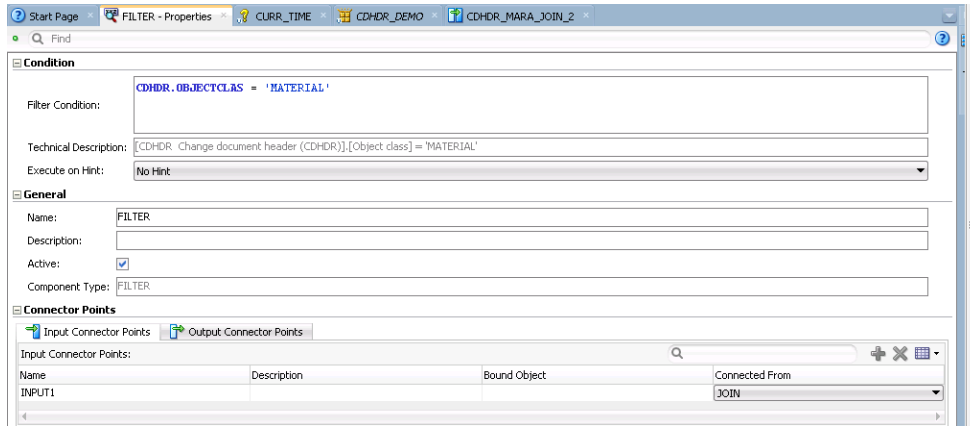 Start Page FILTER - Properties CURR_TIME CDHDR_DEMO CDHDR_MARA_JOIN_2
Find
Condition
CDHDR.OBJECTCLAS = 'MATERIAL'
Filter Condition:
Technical Description: [CDHDR Change document header (CDHDR)].[Object class] = 'MATERIAL'
Execute on Hint: No Hint
General
Name: FILTER
Description:
Active:
Component Type: FILTER
Connector Points
Input Connector Points Output Connector Points
Input Connector Points:
Name Description Bound Object Connected From
INPUT1 JOIN